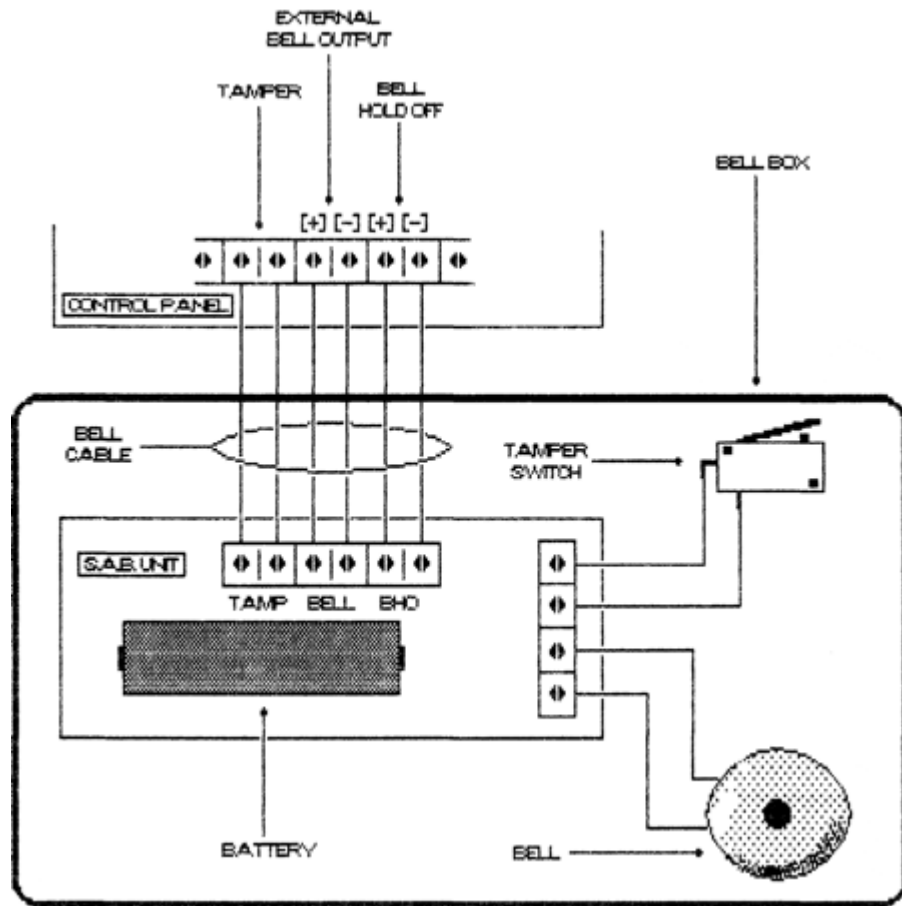 EXTERNAL
BELL OUTPUT
TAMPER
BELL
HOLD OFF
BELL BOX
[+] [-] [+] [-]
CONTROL PANEL
BELL
CABLE
TAMPER
SWITCH
S.A.B. UNIT
TAMP BELL BHO
BATTERY
BELL